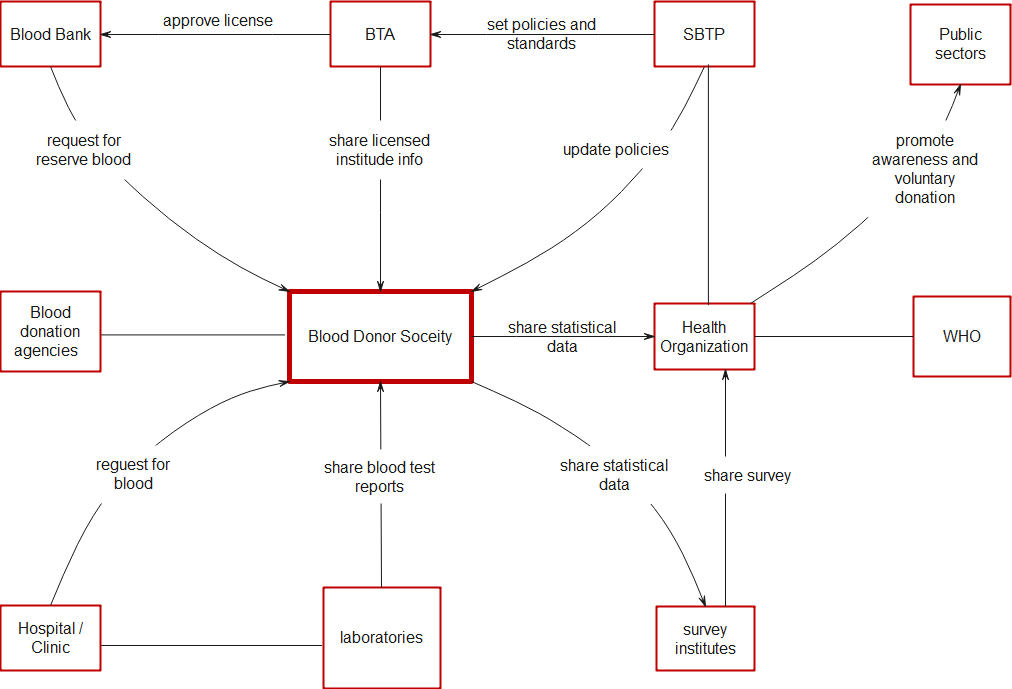 Blood Bank
approve license
BTA
set policies and
standards
SBTP
Public
sectors
request for
reserve blood
share licensed
institude info
update policies
promote
awareness and
voluntary
donation
Blood
donation
agencies
Blood Donor Soceity
share statistical
data
Health
Organization
WHO
reguest for
blood
share blood test
reports
share statistical
data
share survey
Hospital /
Clinic
laboratories
survey
institutes